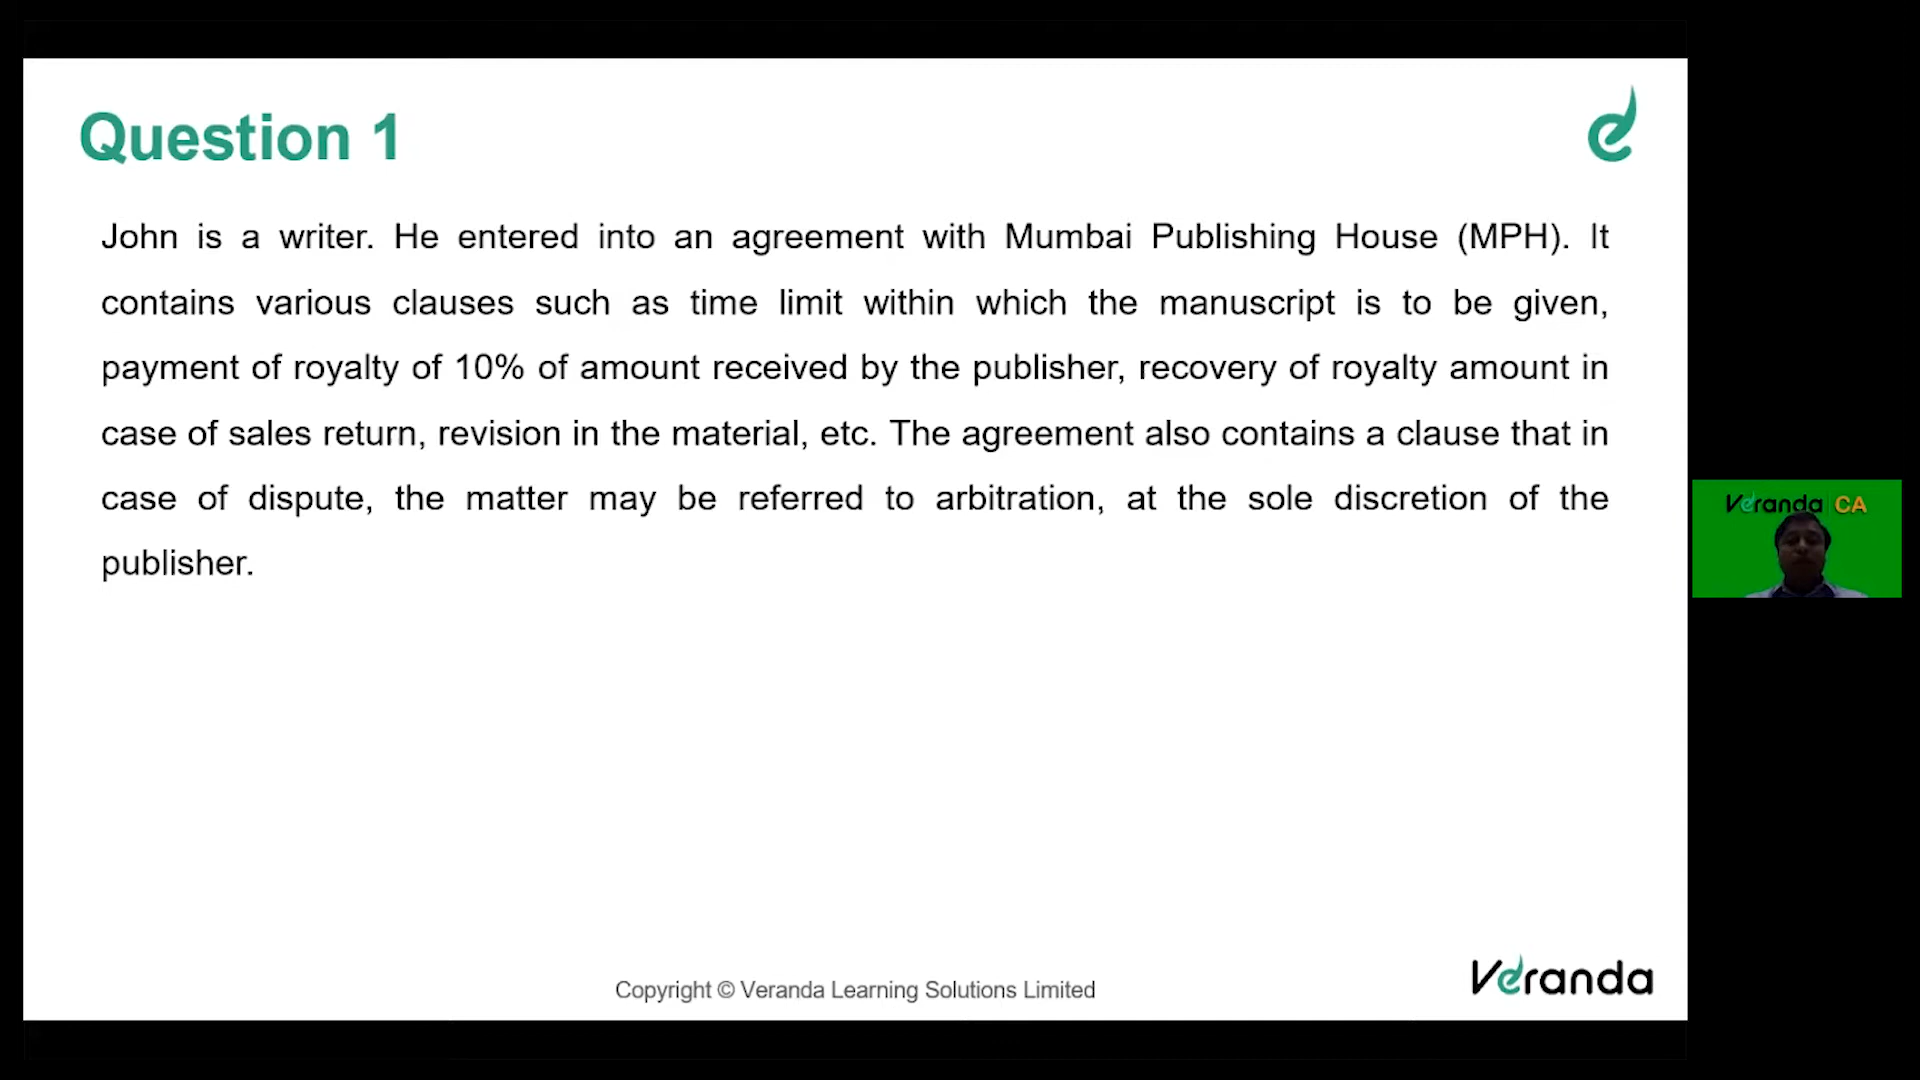 Question 1
John is a writer. He entered into an agreement with Mumbai Publishing House (MPH). It
contains various clauses such as time limit within which the manuscript is to be given,
payment of royalty of 10% of amount received by the publisher, recovery of royalty amount in
case of sales return, revision in the material, etc. The agreement also contains a clause that in
case of dispute, the matter may be referred to arbitration, at the sole discretion of the
publisher.
Veranda CA
Copyright © Veranda Learning Solutions Limited
Veranda